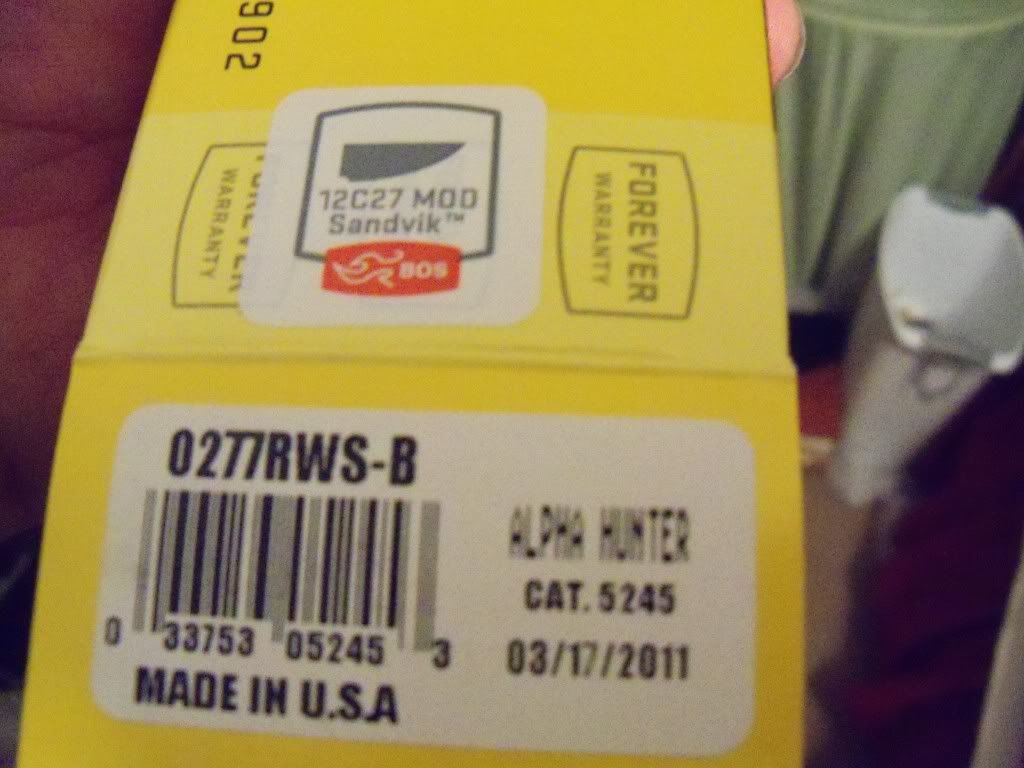 902
FOREVER
WARRANTY
12C27 MOD
Sandvik™
BOS
FOREVER
WARRANTY
0277RWS-B
0 33753 05245 3
MADE IN U.S.A
ALPHA HUNTER
CAT. 5245
03/17/2011